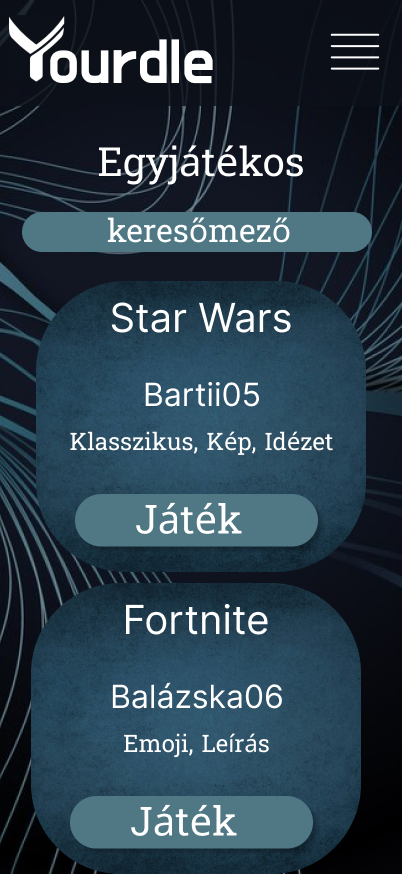 Yourdle
Egyjátékos
keresőmező
Star Wars
Bartii05
Klasszikus, Kép, Idézet
Játék
Fortnite
Balázska06
Emoji, Leírás
Játék